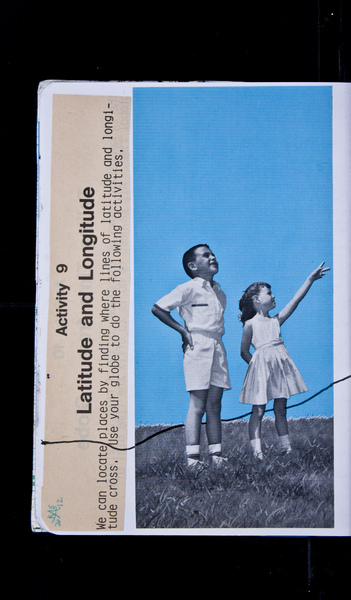 Activity 9
Latitude and Longitude
We can locate places by finding where lines of latitude and longi-
tude cross. Use your globe to do the following activities.